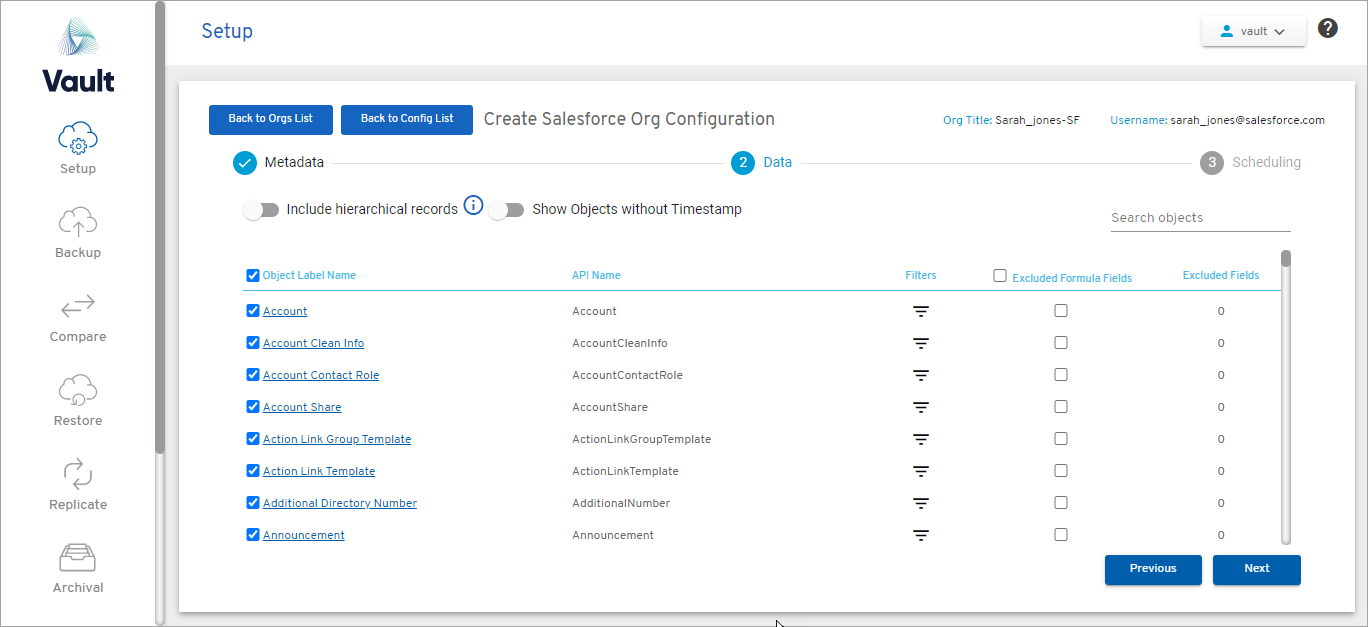 Vault
Setup
Backup
Compare
Restore
Replicate
Archival
Setup
vault
?
Back to Orgs List
Back to Config List
Create Salesforce Org Configuration
Org Title: Sarah_jones-SF
Username: sarah_jones@salesforce.com
Metadata
2 Data
3 Scheduling
Include hierarchical records i
Show Objects without Timestamp
Search objects
Object Label Name API Name Filters Excluded Formula Fields Excluded Fields
Account Account 0
Account Clean Info AccountCleanInfo 0
Account Contact Role AccountContactRole 0
Account Share AccountShare 0
Action Link Group Template ActionLinkGroupTemplate 0
Action Link Template ActionLinkTemplate 0
Additional Directory Number AdditionalNumber 0
Announcement Announcement 0
Previous
Next